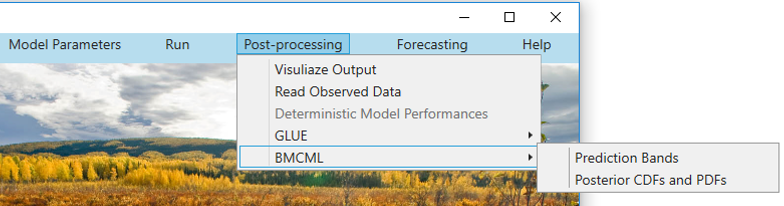 Model Parameters Run Post-processing Forecasting Help
Visuliaze Output
Read Observed Data
Deterministic Model Performances
GLUE
BMCML
Prediction Bands
Posterior CDFs and PDFs